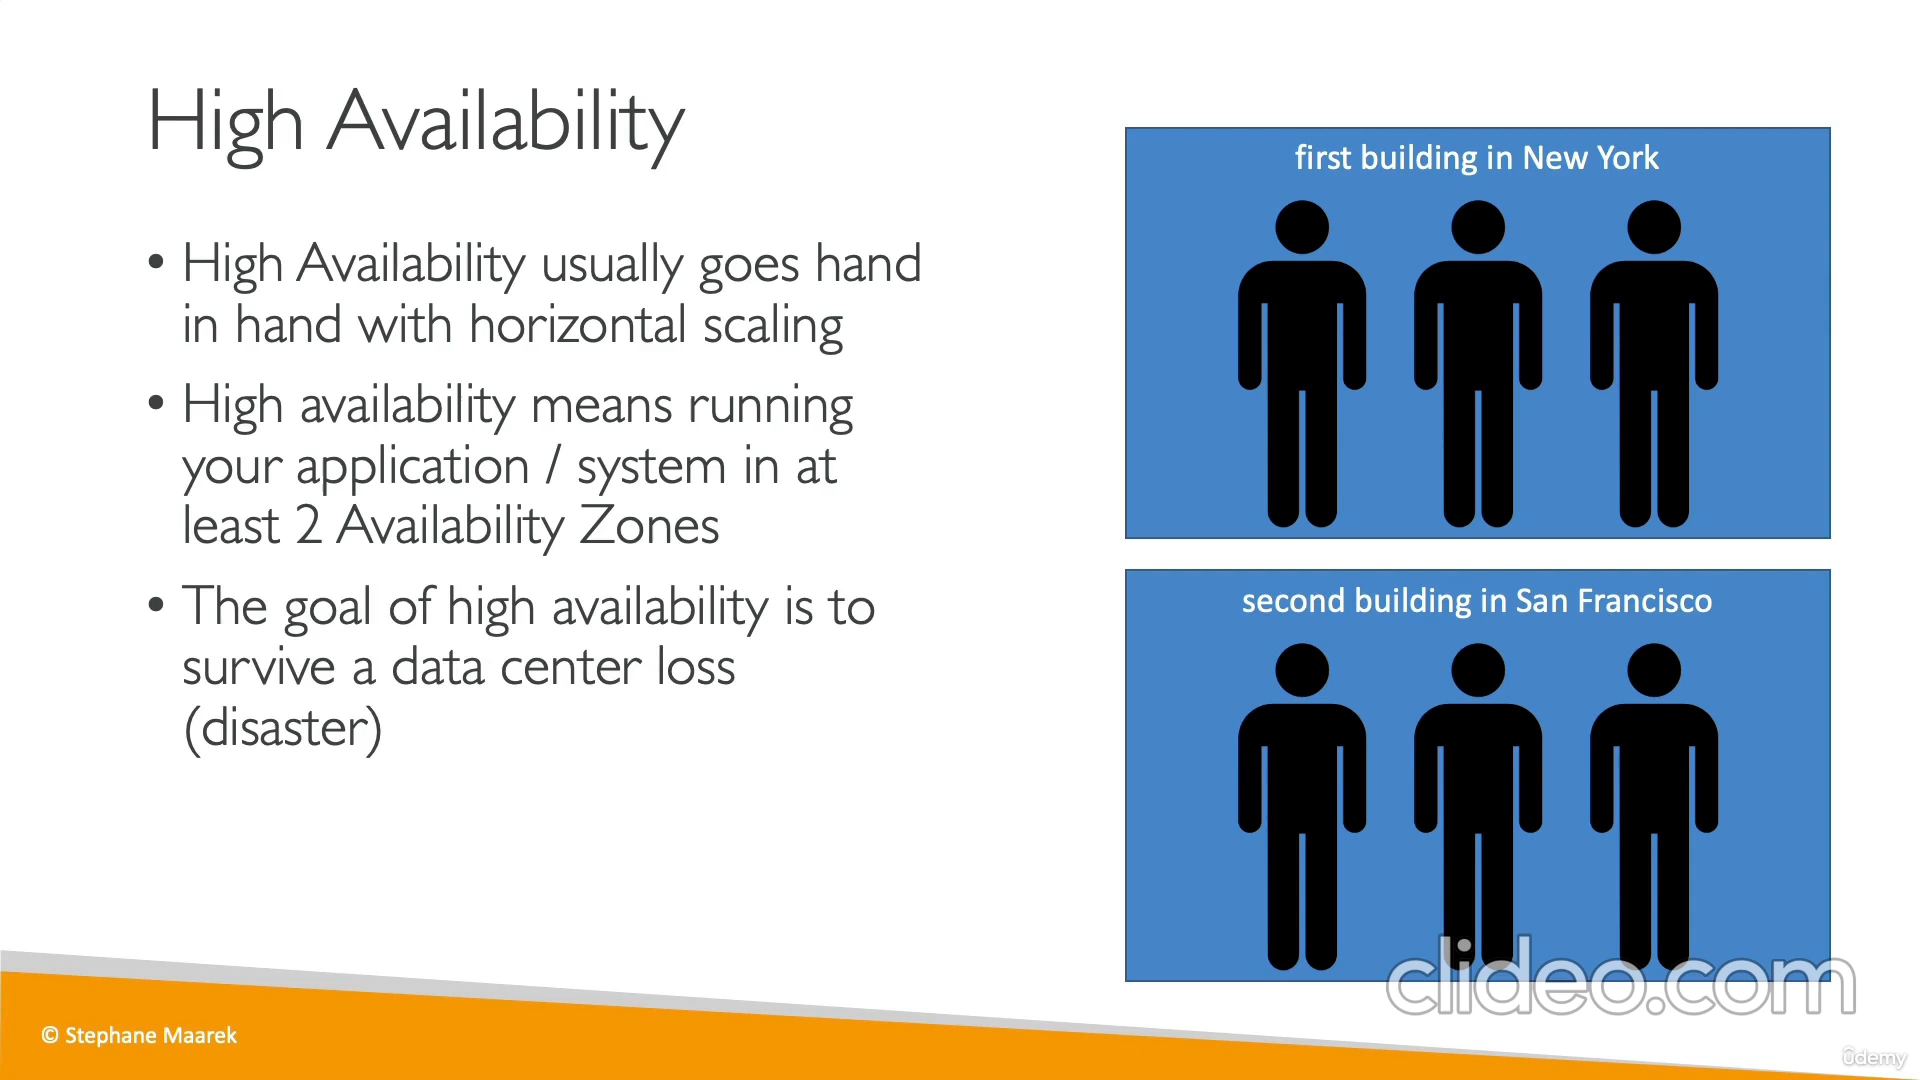 High Availability
• High Availability usually goes hand
in hand with horizontal scaling
• High availability means running
your application / system in at
least 2 Availability Zones
• The goal of high availability is to
survive a data center loss
(disaster)
first building in New York
second building in San Francisco
clideo.com
© Stephane Maarek
ûdemy